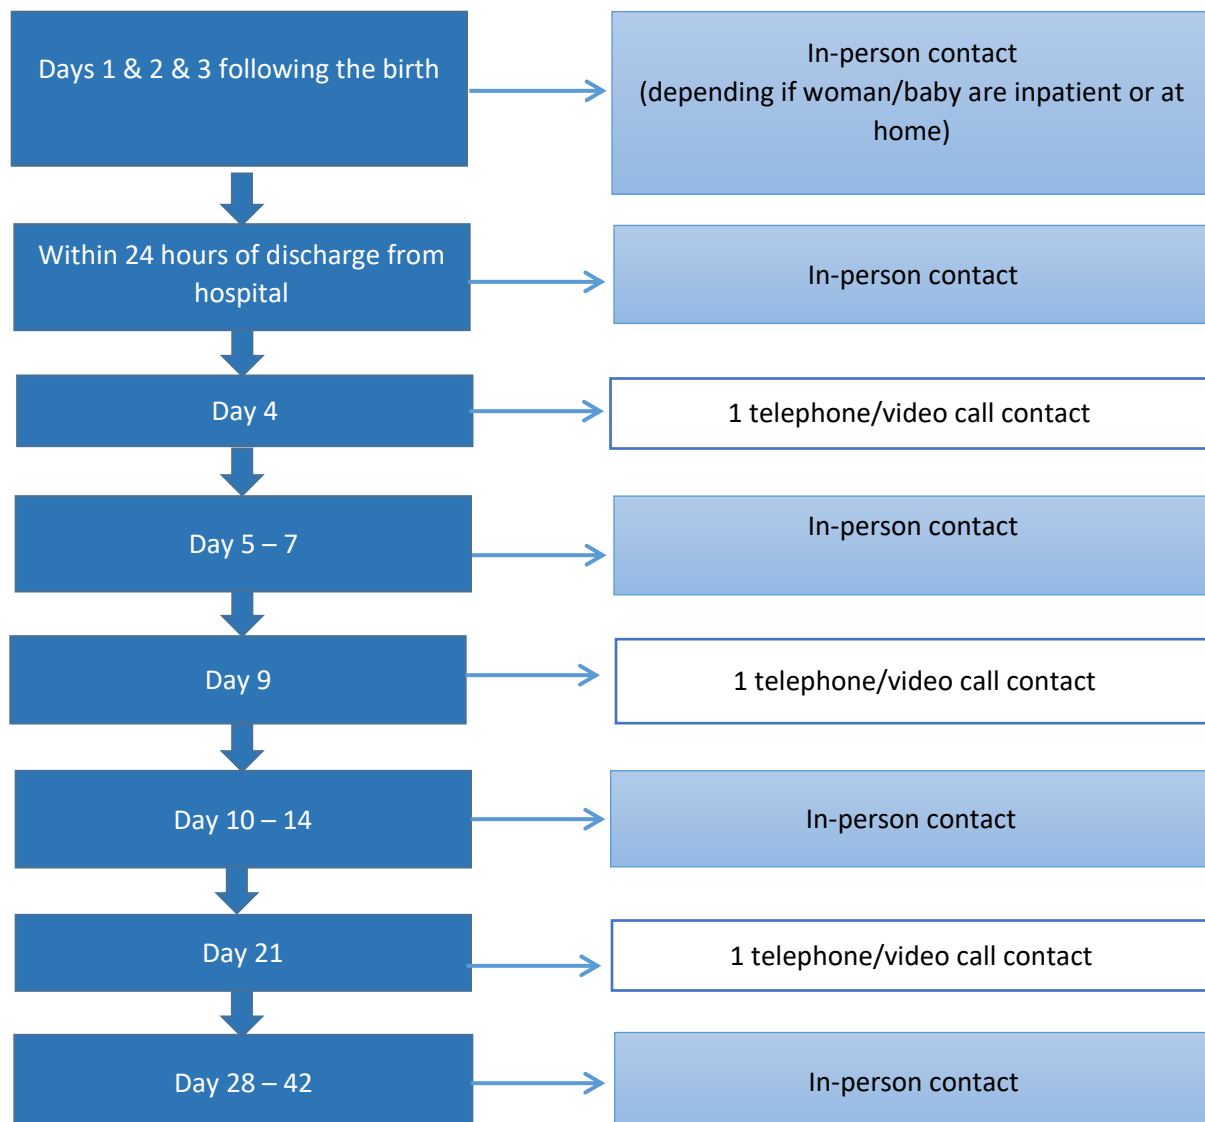 Days 1 & 2 & 3 following the birth
In-person contact
(depending if woman/baby are inpatient or at
home)
Within 24 hours of discharge from
hospital
In-person contact
Day 4
1 telephone/video call contact
Day 5 – 7
In-person contact
Day 9
1 telephone/video call contact
Day 10 – 14
In-person contact
Day 21
1 telephone/video call contact
Day 28 – 42
In-person contact